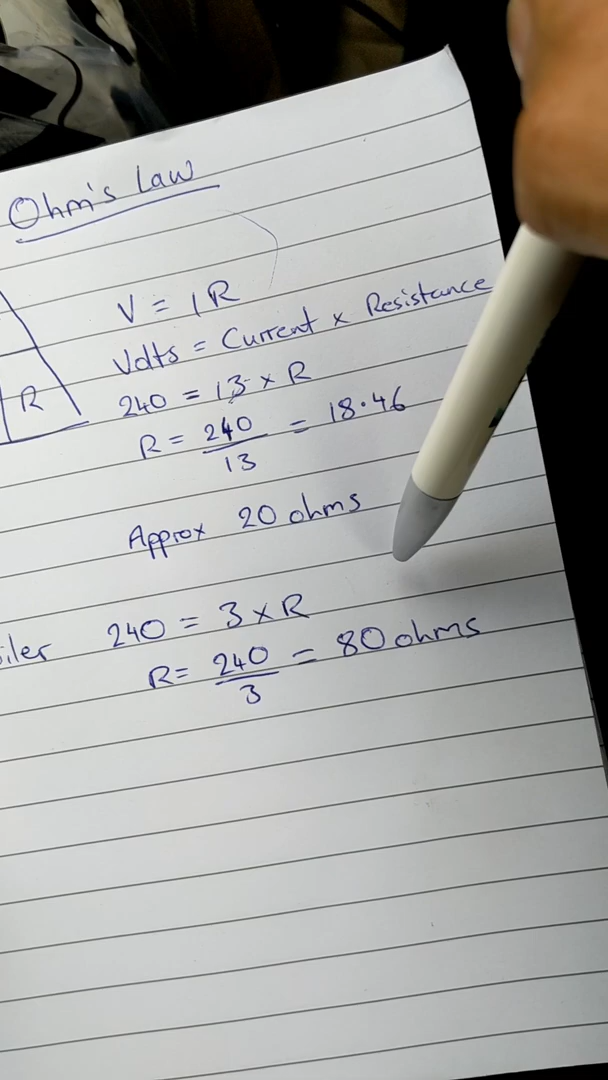 Ohm's Law
V = IR
Volts = Current × Resistance
R
240 = 13 × R
R = 240/13 = 18.46
Approx 20 ohms
240 = 3 × R
R = 240/3 = 80 ohms